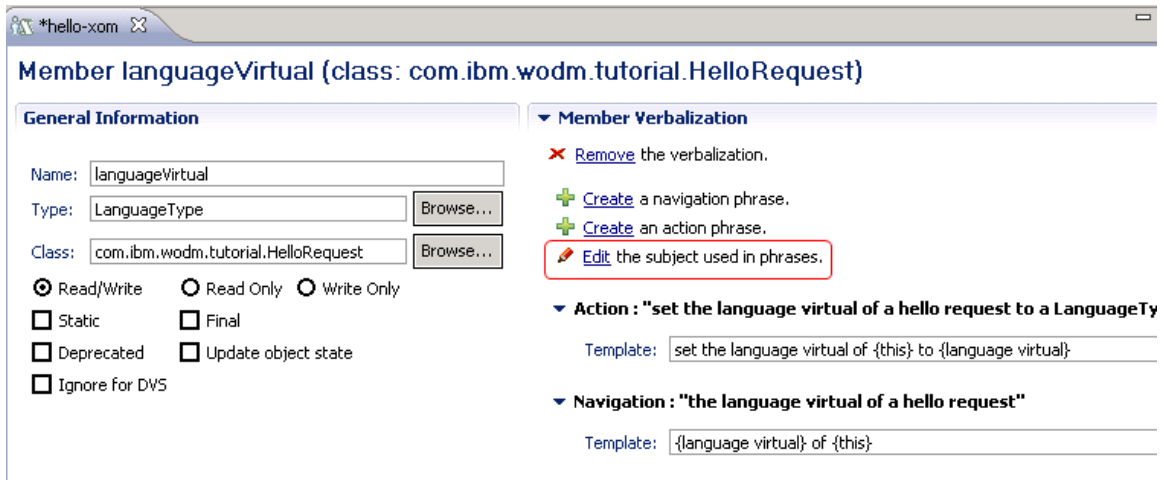 *hello-xom
Member languageVirtual (class: com.ibm.wodm.tutorial.HelloRequest)
General Information
Name: languageVirtual
Type: LanguageType Browse...
Class: com.ibm.wodm.tutorial.HelloRequest Browse...
Read/Write Read Only Write Only
Static Final
Deprecated Update object state
Ignore for DVS
Member Verbalization
Remove the verbalization.
Create a navigation phrase.
Create an action phrase.
Edit the subject used in phrases.
Action : "set the language virtual of a hello request to a LanguageTy
Template: set the language virtual of {this} to {language virtual}
Navigation : "the language virtual of a hello request"
Template: {language virtual} of {this}